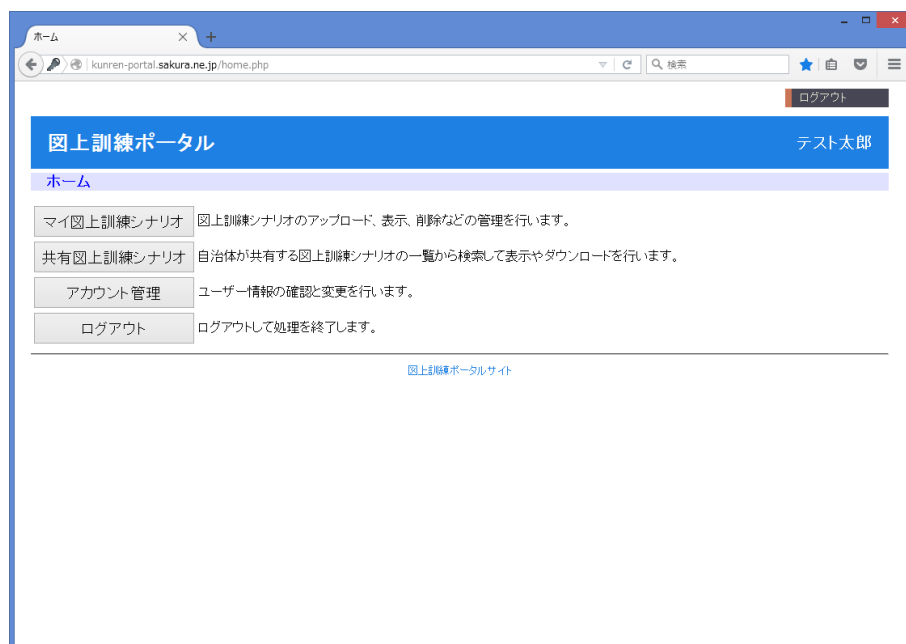 ホーム
kunren-portal.sakura.ne.jp/home.php
検索
ログアウト
図上訓練ポータル
テスト太郎
ホーム
マイ図上訓練シナリオ 図上訓練シナリオのアップロード、表示、削除などの管理を行います。
共有図上訓練シナリオ 自治体が共有する図上訓練シナリオの一覧から検索して表示やダウンロードを行います。
アカウント管理 ユーザー情報の確認と変更を行います。
ログアウト ログアウトして処理を終了します。
図上訓練ポータルサイト